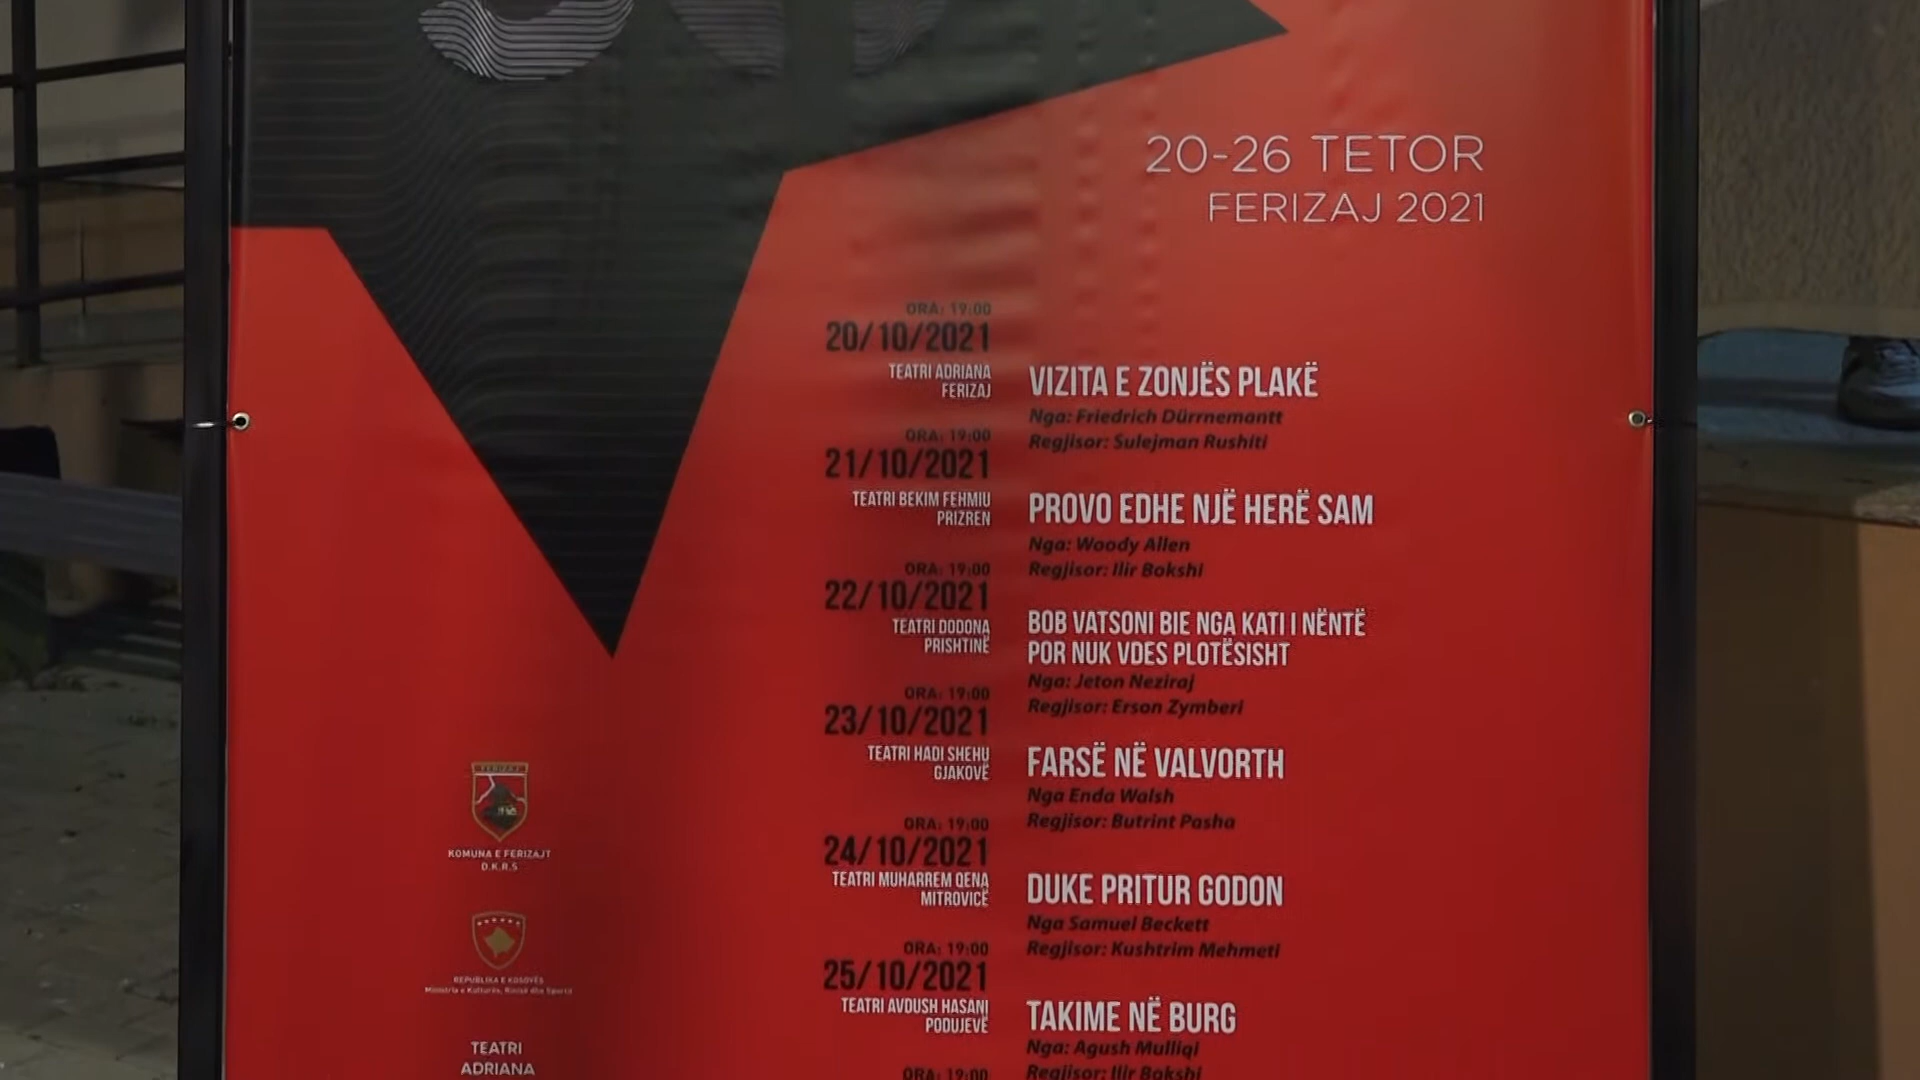 20-26 TETOR
FERIZAJ 2021
ORA: 19:00
20/10/2021
TEATRI ADRIANA
FERIZAJ
VIZITA E ZONJËS PLAKË
Nga: Friedrich Dürrnemantt
Regjisor: Sulejman Rushiti
ORA: 19:00
21/10/2021
TEATRI BEKIM FEHMIU
PRIZREN
PROVO EDHE NJË HERË SAM
Nga: Woody Allen
Regjisor: Ilir Bokshi
ORA: 19:00
22/10/2021
TEATRI DODONA
PRISHTINË
BOB VATSONI BIE NGA KATI I NËNTË
POR NUK VDES PLOTËSISHT
Nga: Jeton Neziraj
Regjisor: Erson Zymberi
ORA: 19:00
23/10/2021
TEATRI HADI SHEHU
GJAKOVË
FARSË NË VALVORTH
Nga Enda Walsh
Regjisor: Butrint Pasha
ORA: 19:00
24/10/2021
TEATRI MUHARREM QENA
MITROVICË
DUKE PRITUR GODON
Nga Samuel Beckett
Regjisor: Kushtrim Mehmeti
ORA: 19:00
25/10/2021
TEATRI AVDUSH HASANI
PODUJEVË
TAKIME NË BURG
Nga: Agush Mulliqi
Regjisor: Ilir Bokshi
ORA: 19:00
FERIZAJ
KOMUNA E FERIZAJT
D.K.R.S
REPUBLIKA E KOSOVËS
Ministria e Kulturës, Rinisë dhe Sportit
TEATRI
ADRIANA